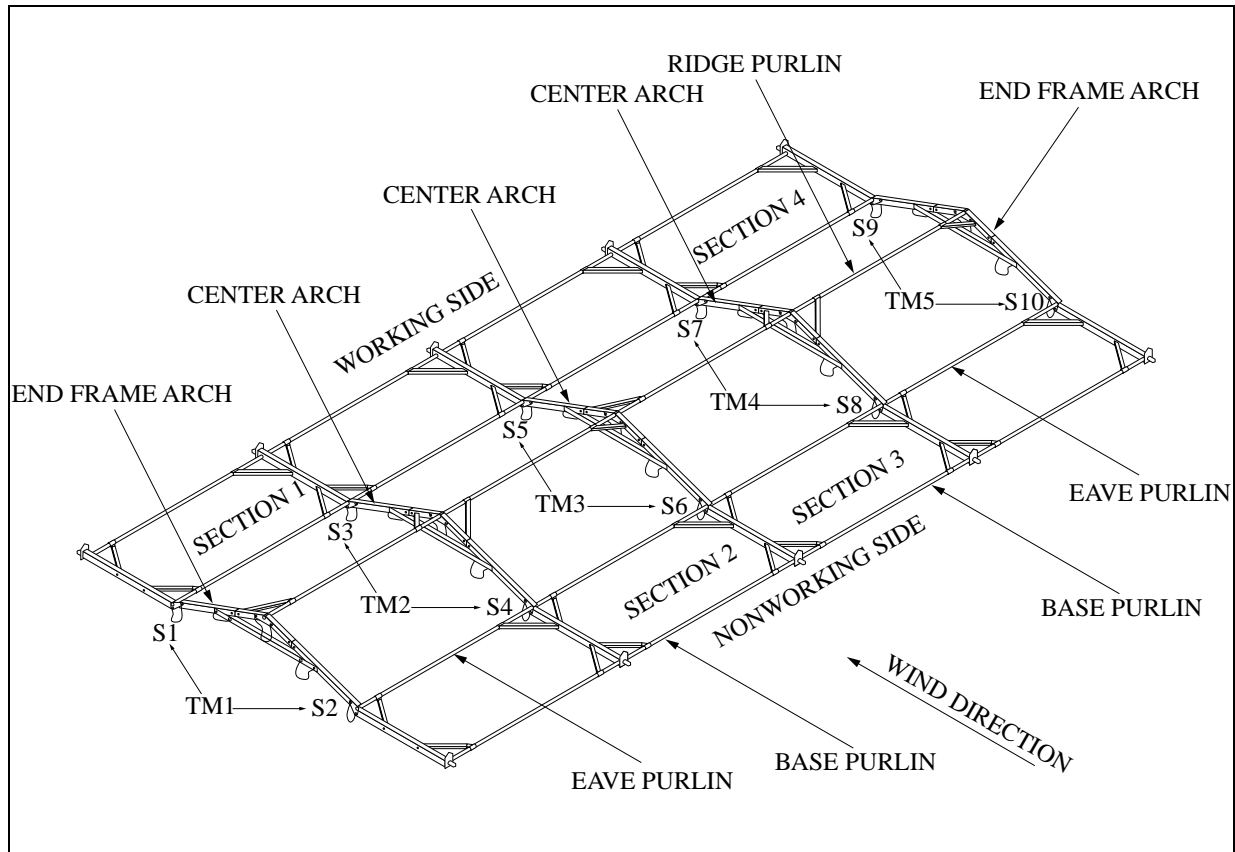 RIDGE PURLIN
CENTER ARCH
END FRAME ARCH
CENTER ARCH
SECTION 4
S9
CENTER ARCH
WORKING SIDE
TM5
S10
S7
END FRAME ARCH
TM4
S8
S5
SECTION 3
EAVE PURLIN
SECTION 1
TM3
S6
S3
SECTION 2
NONWORKING SIDE
BASE PURLIN
TM2
S4
S1
WIND DIRECTION
TM1
S2
BASE PURLIN
EAVE PURLIN